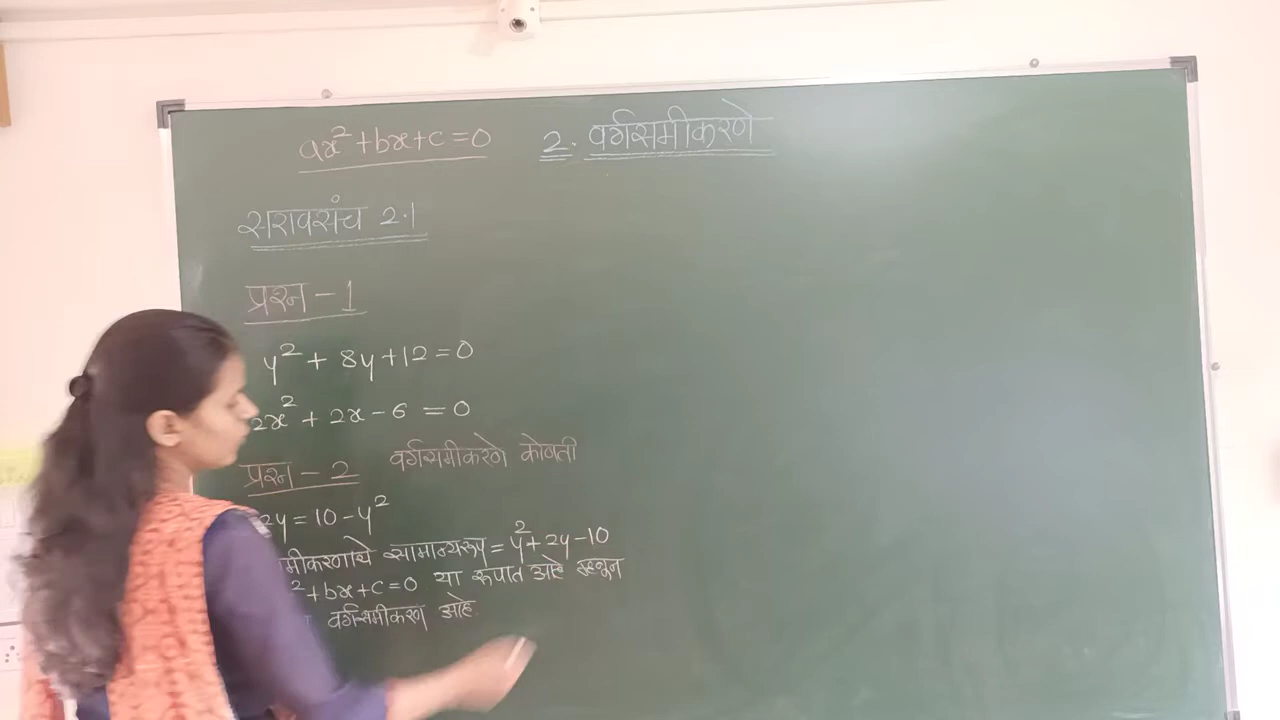 ax²+bx+c=0 2. वर्गसमीकरणे
सरावसंच 2.1
प्रश्न - 1
y² + 8y+12=0
2x² + 2x - 6 = 0
प्रश्न - 2 वर्गसमीकरणे कोणती
2y = 10 - y²
मीकरणाचे सामान्यरूप = y²+2y-10
²+bx+c=0 या रूपात आहे म्हणून
वर्गसमीकरण आहे.